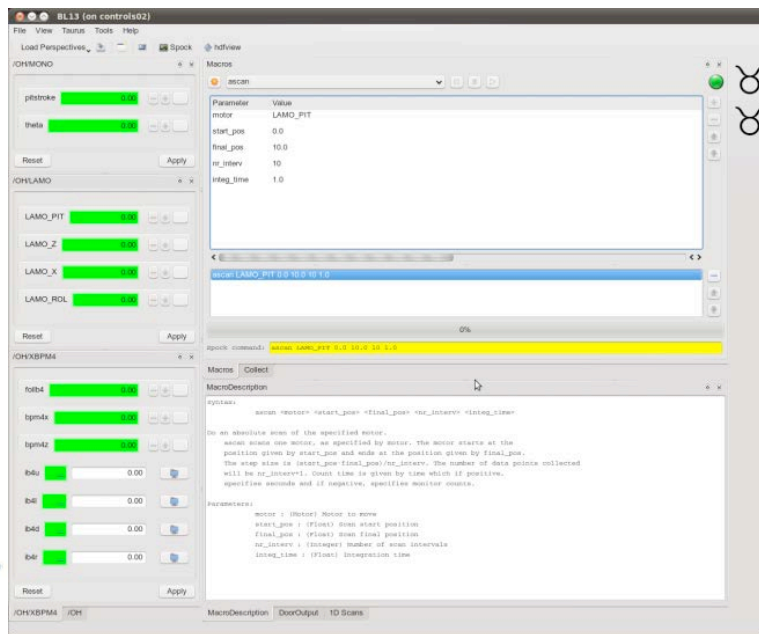 BL13 (on controls02)
File View Taurus Tools Help
Load Perspectives Spock hdfview
/OH/MONO
pitstroke 0.00
theta 0.00
Reset Apply
/OH/LAMO
LAMO_PIT 0.00
LAMO_Z 0.00
LAMO_X 0.00
LAMO_ROL 0.00
Reset Apply
/OH/XBPM4
folib4 0.00
bpm4x 0.00
bpm4z 0.00
ib4u 0.00
ib4l 0.00
ib4d 0.00
ib4r 0.00
Reset Apply
/OH/XBPM4 /OH
Macros
ascan
Parameter Value
motor LAMO_PIT
start_pos 0.0
final_pos 10.0
nr_interv 10
integ_time 1.0
ascan LAMO_PIT 0.0 10.0 10 1.0
0%
Spock command: ascan LAMO_PIT 0.0 10.0 10 1.0
Macros Collect
MacroDescription
Syntax:
ascan <motor> <start_pos> <final_pos> <nr_interv> <integ_time>
Do an absolute scan of the specified motor.
ascan scans one motor, as specified by motor. The motor starts at the
position given by start_pos and ends at the position given by final_pos.
The step size is (start_pos-final_pos)/nr_interv. The number of data points collected
will be nr_interv+1. Count time is given by time which if positive,
specifies seconds and if negative, specifies monitor counts.
Parameters:
motor : (Motor) Motor to move
start_pos : (Float) Scan start position
final_pos : (Float) Scan final position
nr_interv : (Integer) Number of scan intervals
integ_time : (Float) Integration time
MacroDescription DoorOutput 1D Scans
♉
♉